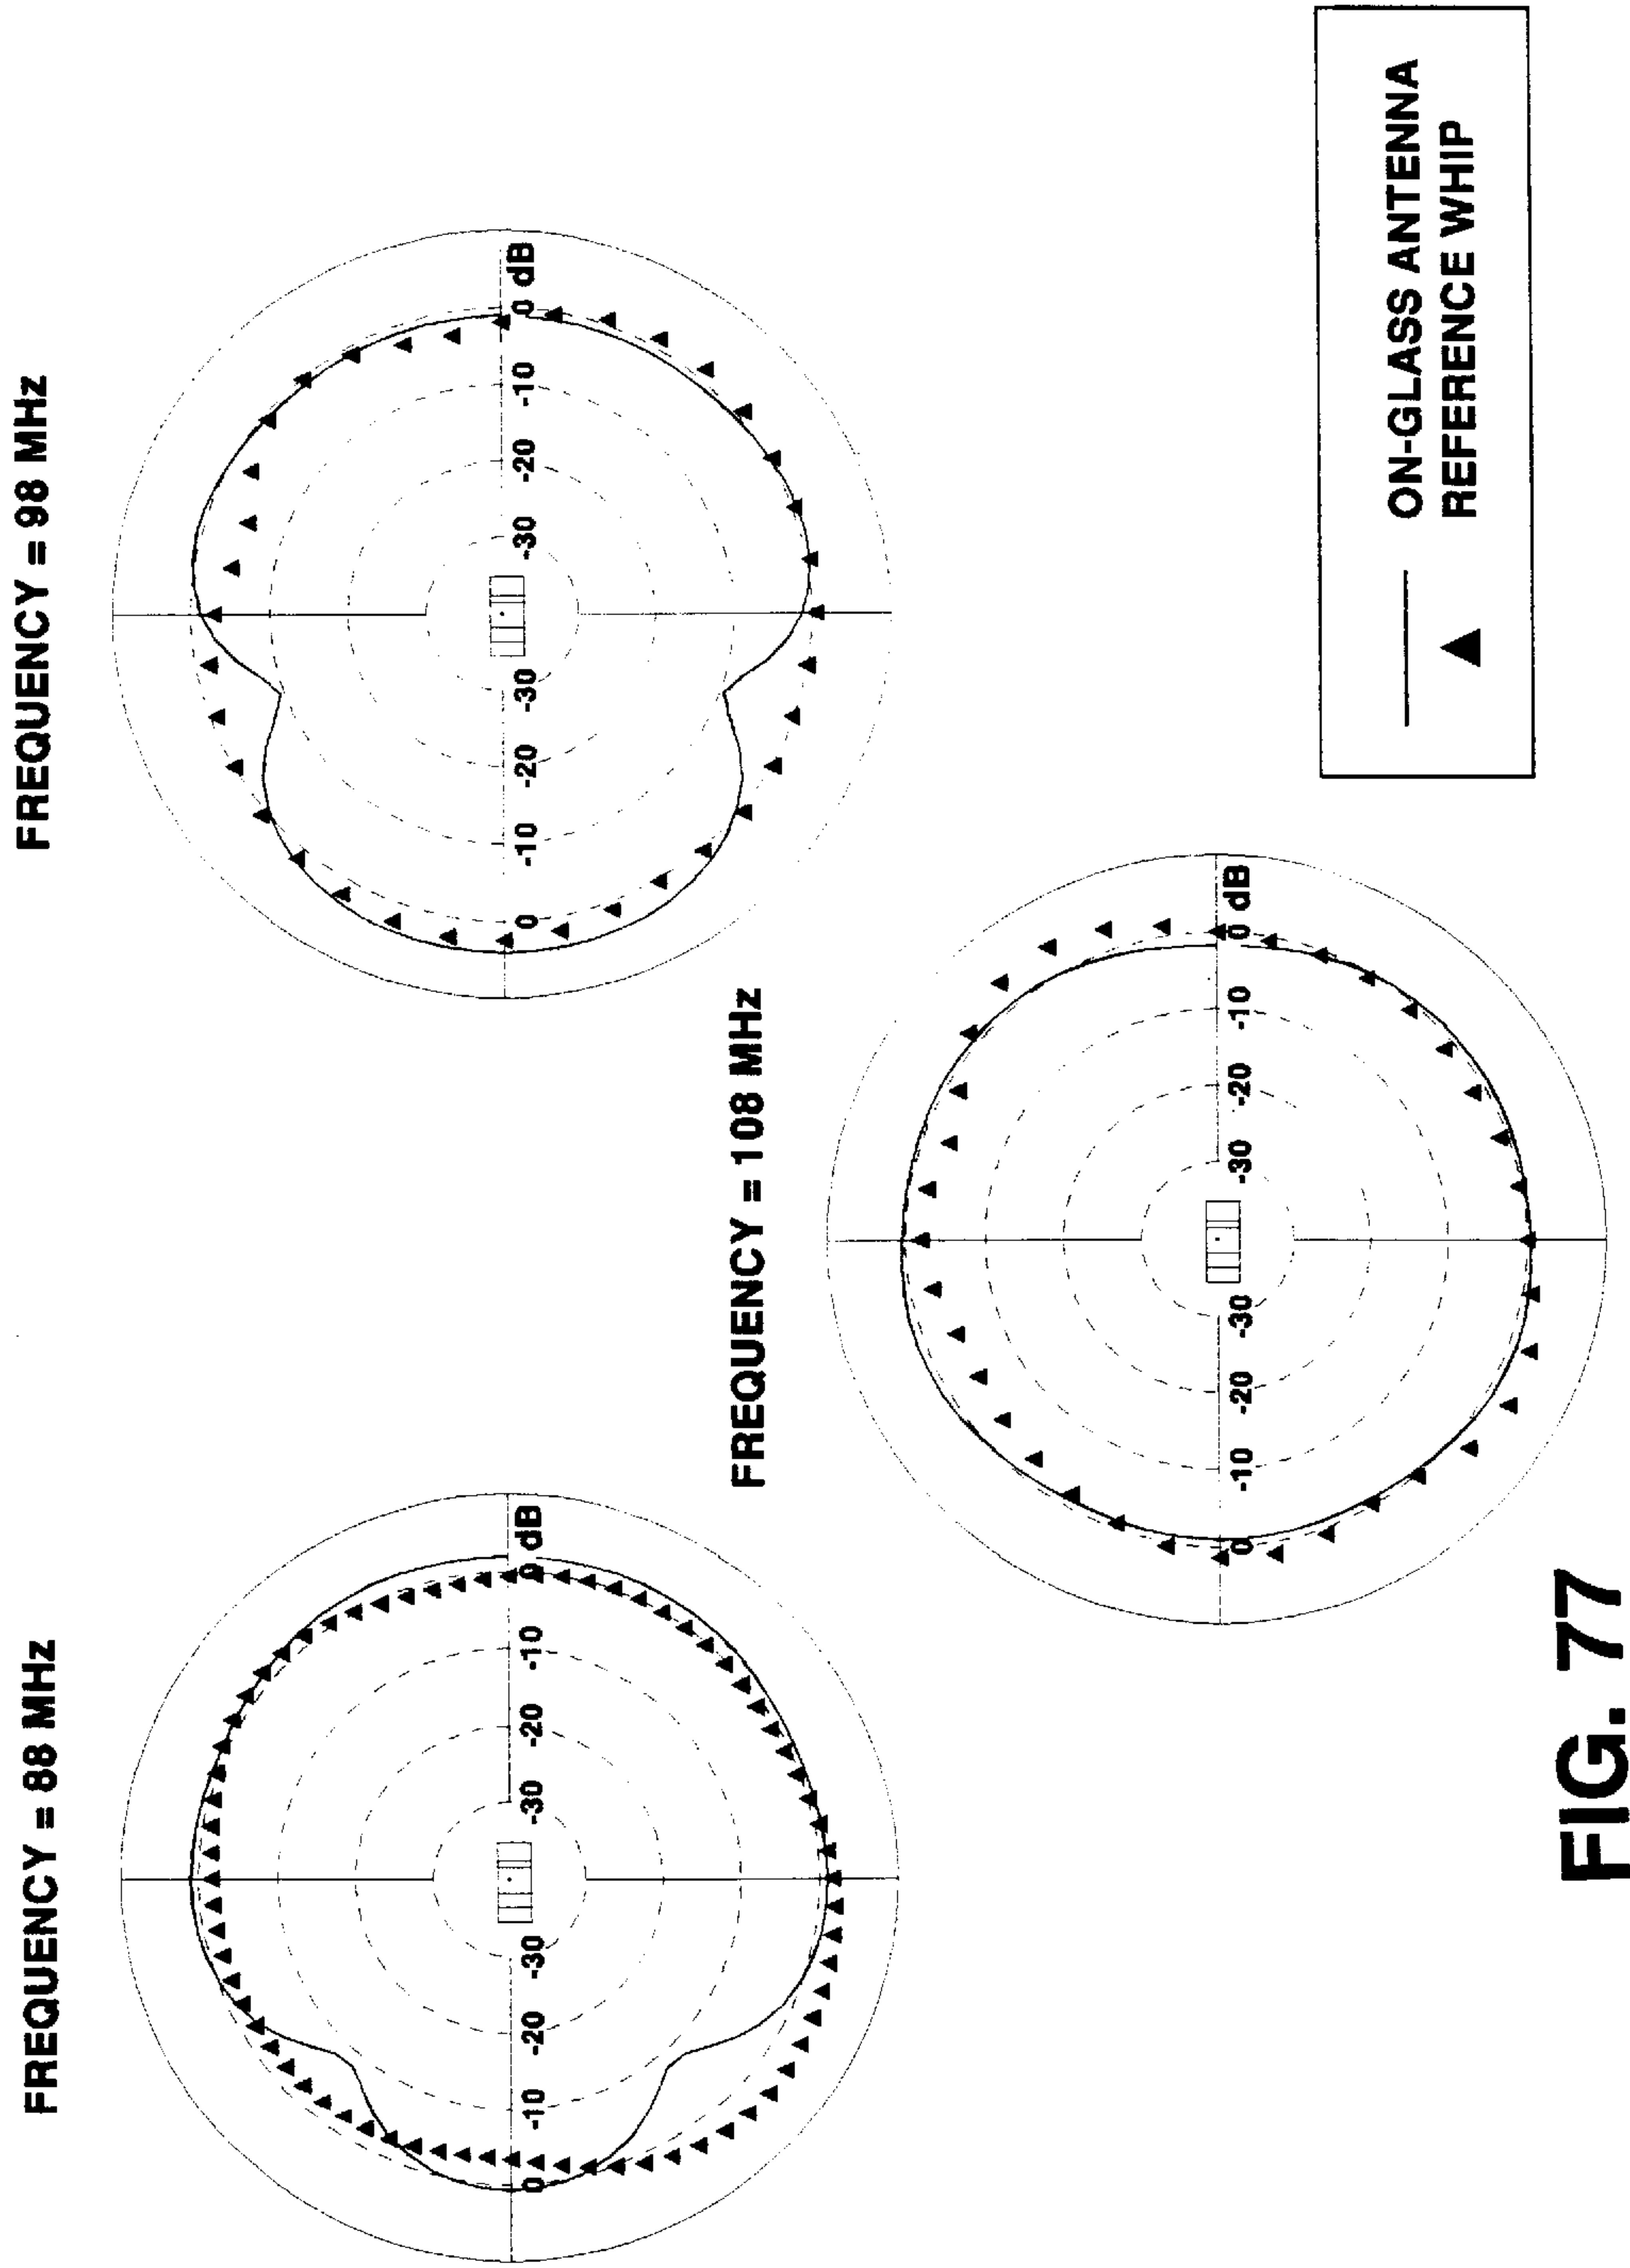 FREQUENCY = 88 MHz
0
-10
-20
-30
-30
-20
-10
0 dB
FREQUENCY = 98 MHz
0
-10
-20
-30
-30
-20
-10
0 dB
FREQUENCY = 108 MHz
0
-10
-20
-30
-30
-20
-10
0 dB
ON-GLASS ANTENNA
REFERENCE WHIP
FIG. 77